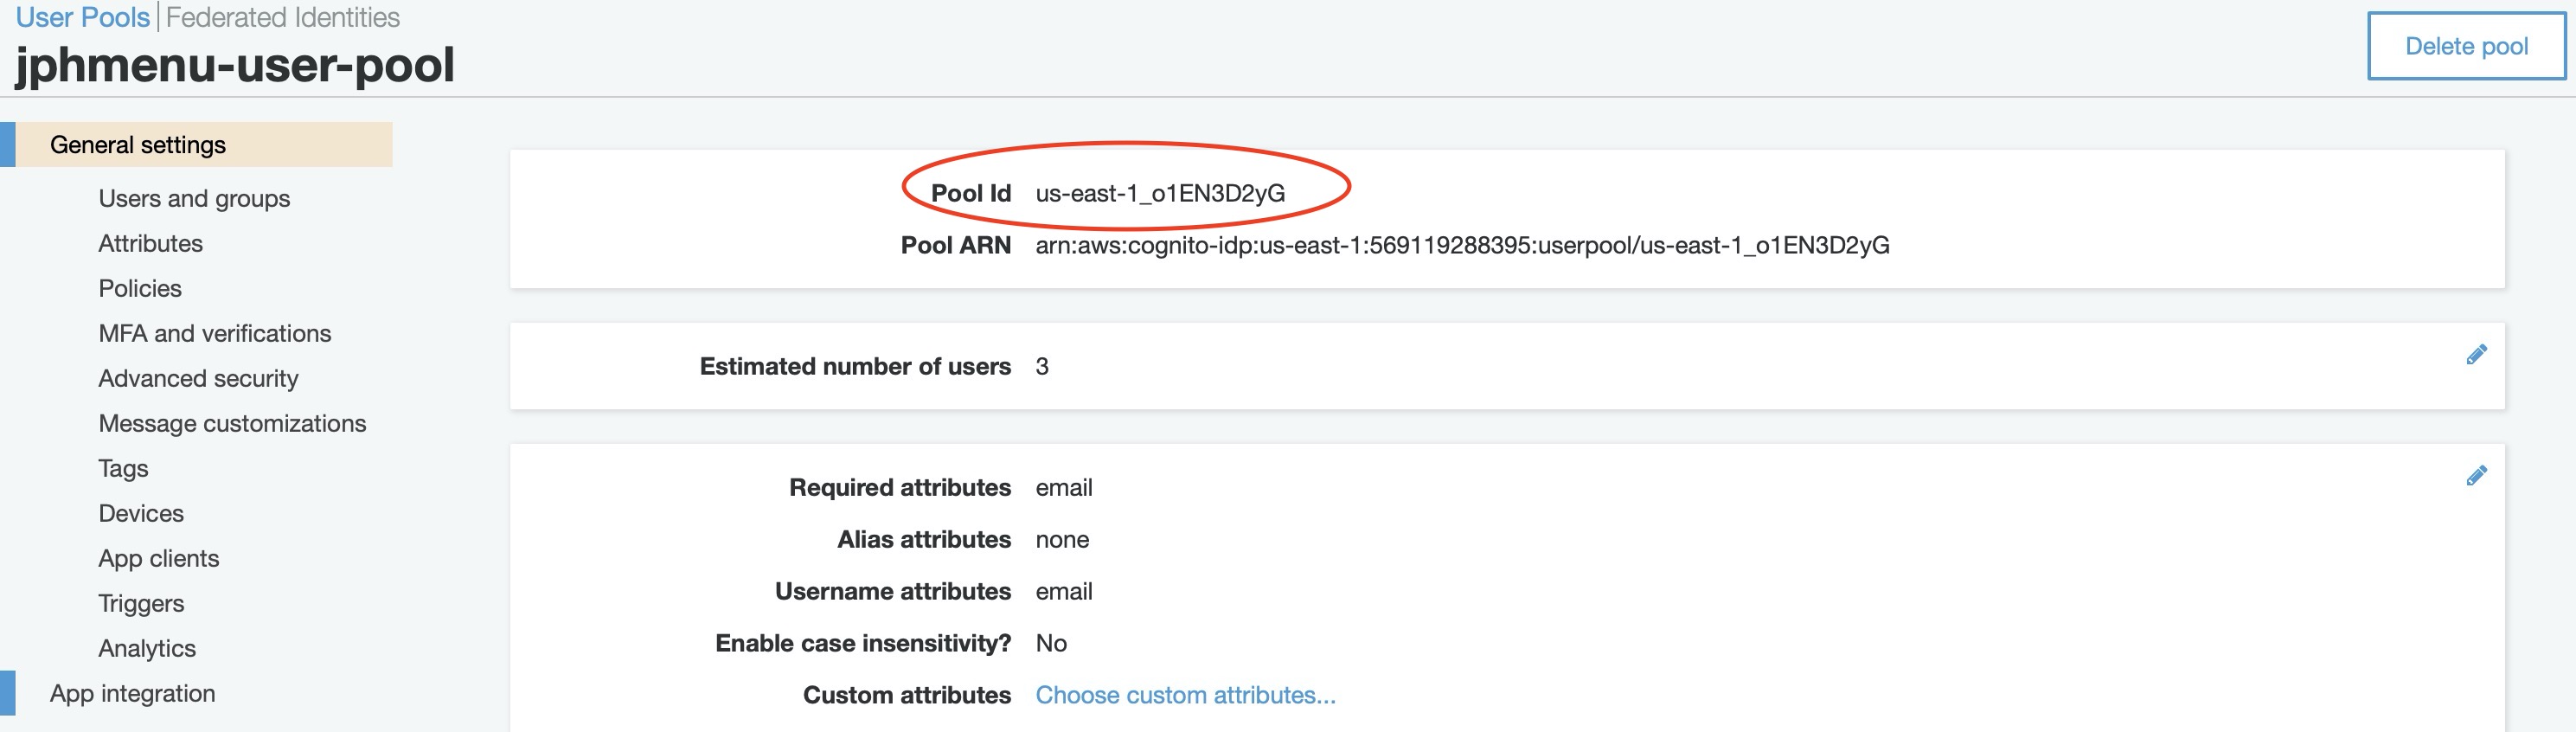 User Pools | Federated Identities
jphmenu-user-pool
Delete pool
General settings
Users and groups
Attributes
Policies
MFA and verifications
Advanced security
Message customizations
Tags
Devices
App clients
Triggers
Analytics
App integration
Pool Id us-east-1_o1EN3D2yG
Pool ARN arn:aws:cognito-idp:us-east-1:569119288395:userpool/us-east-1_o1EN3D2yG
Estimated number of users 3
Required attributes email
Alias attributes none
Username attributes email
Enable case insensitivity? No
Custom attributes Choose custom attributes...